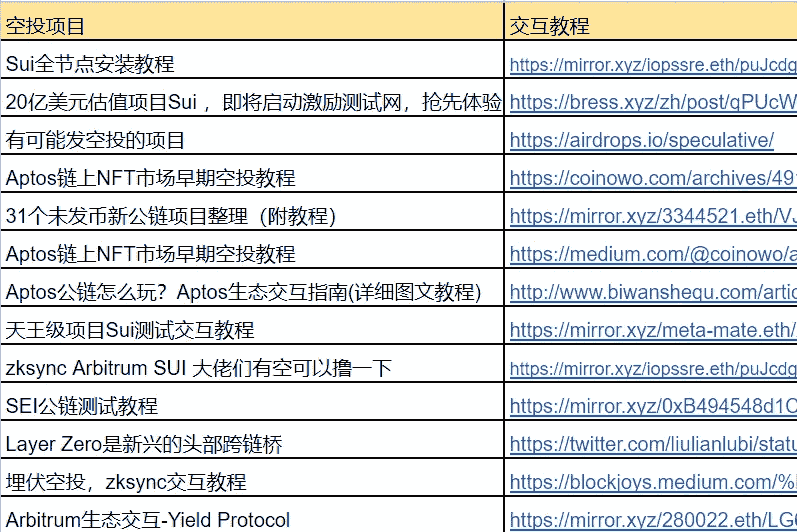 空投项目 交互教程
Sui全节点安装教程 https://mirror.xyz/iopssre.eth/puJcdg
20亿美元估值项目Sui ，即将启动激励测试网，抢先体验 https://bress.xyz/zh/post/qPUcW
有可能发空投的项目 https://airdrops.io/speculative/
Aptos链上NFT市场早期空投教程 https://coinowo.com/archives/49
31个未发币新公链项目整理（附教程） https://mirror.xyz/3344521.eth/VJ
Aptos链上NFT市场早期空投教程 https://medium.com/@coinowo/a
Aptos公链怎么玩？Aptos生态交互指南(详细图文教程) http://www.biwanshequ.com/artic
天王级项目Sui测试交互教程 https://mirror.xyz/meta-mate.eth/
zksync Arbitrum SUI 大佬们有空可以撸一下 https://mirror.xyz/iopssre.eth/puJcdg
SEI公链测试教程 https://mirror.xyz/0xB494548d1C
Layer Zero是新兴的头部跨链桥 https://twitter.com/liulianlubi/statu
埋伏空投，zksync交互教程 https://blockjoys.medium.com/%
Arbitrum生态交互-Yield Protocol https://mirror.xyz/280022.eth/LG